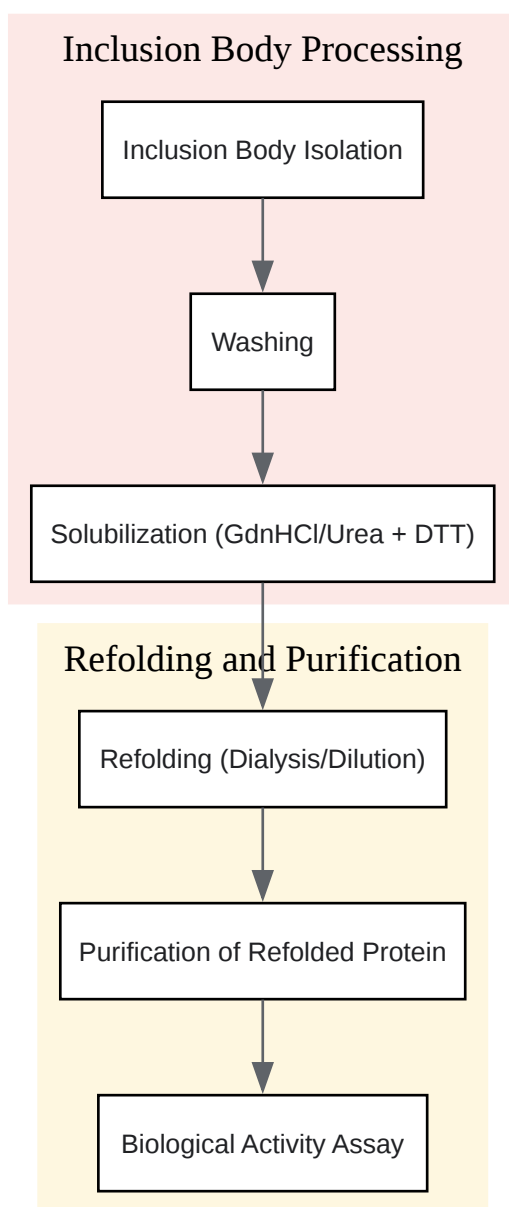 Inclusion Body Processing
Inclusion Body Isolation
Washing
Solubilization (GdnHCl/Urea + DTT)
Refolding and Purification
Refolding (Dialysis/Dilution)
Purification of Refolded Protein
Biological Activity Assay